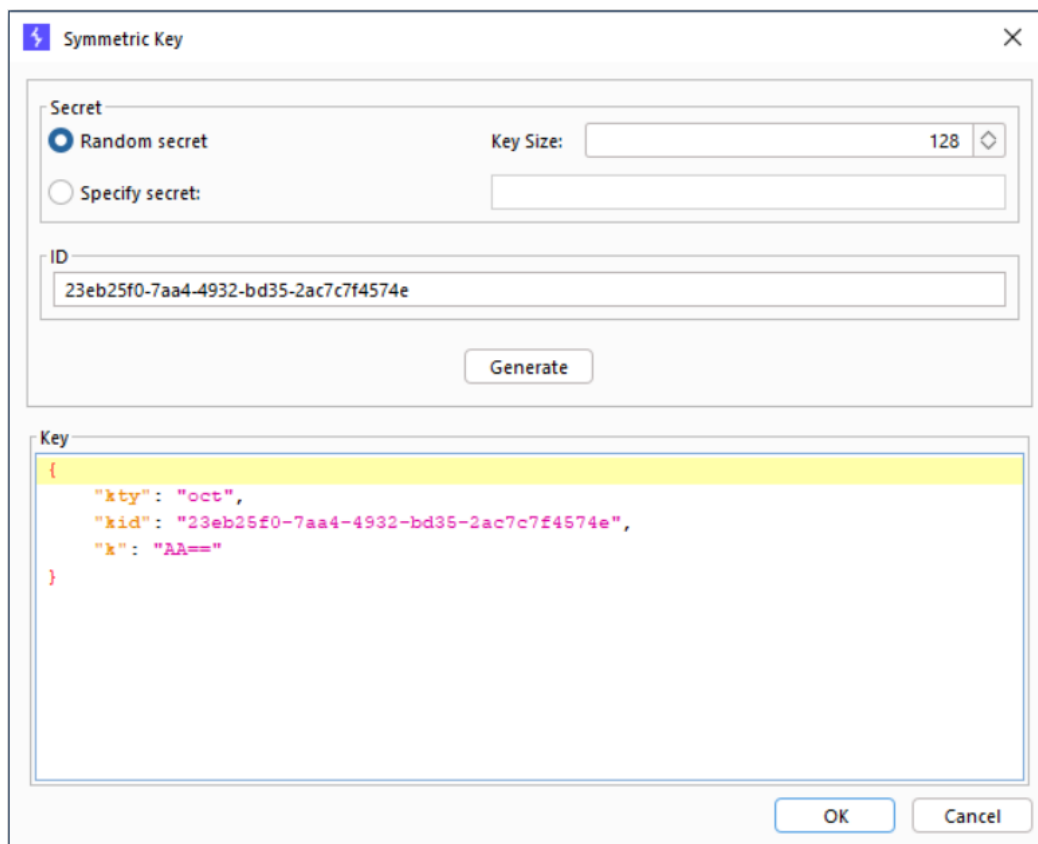 Symmetric Key
Secret
Random secret Key Size: 128
Specify secret:
ID
23eb25f0-7aa4-4932-bd35-2ac7c7f4574e
Generate
Key
{
"kty": "oct",
"kid": "23eb25f0-7aa4-4932-bd35-2ac7c7f4574e",
"k": "AA=="
}
OK Cancel